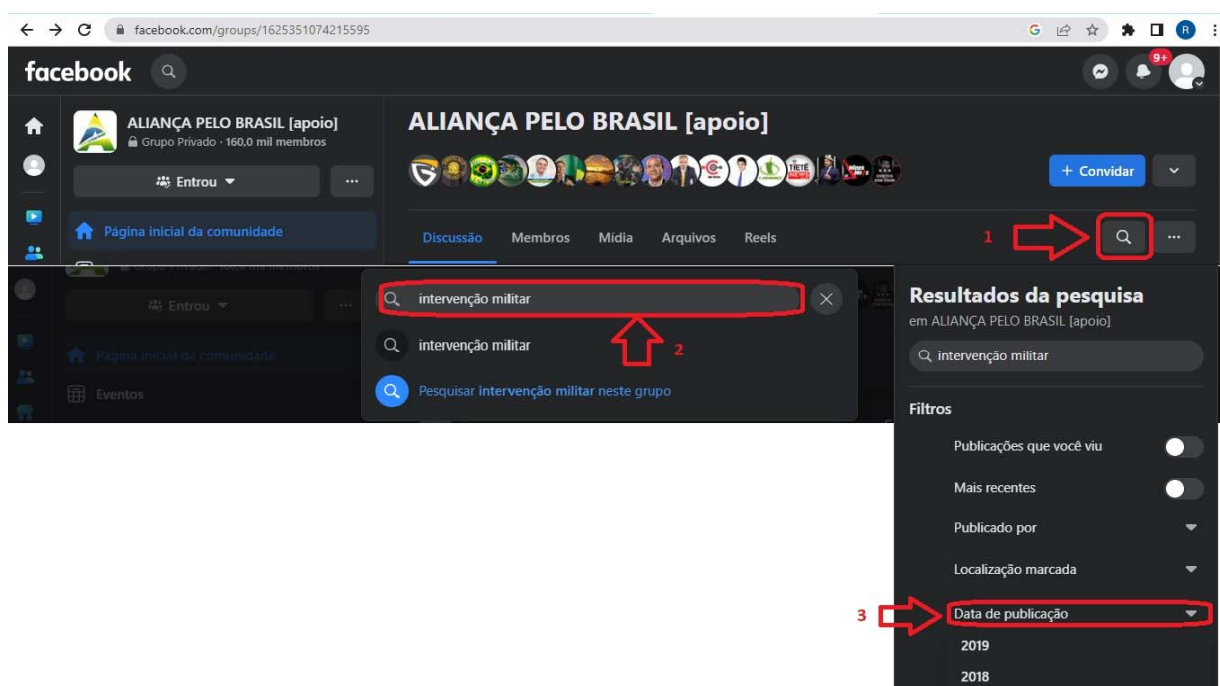 facebook.com/groups/1625351074215595
G
R
facebook
9+
ALIANÇA PELO BRASIL [apoio]
Grupo Privado · 160,0 mil membros
Entrou
Página inicial da comunidade
ALIANÇA PELO BRASIL [apoio]
TIETÊ
NEWS
+ Convidar
Discussão Membros Mídia Arquivos Reels
1
Entrou
Página inicial da comunidade
Eventos
intervenção militar
intervenção militar
2
Pesquisar intervenção militar neste grupo
Resultados da pesquisa
em ALIANÇA PELO BRASIL [apoio]
intervenção militar
Filtros
Publicações que você viu
Mais recentes
Publicado por
Localização marcada
3
Data de publicação
2019
2018